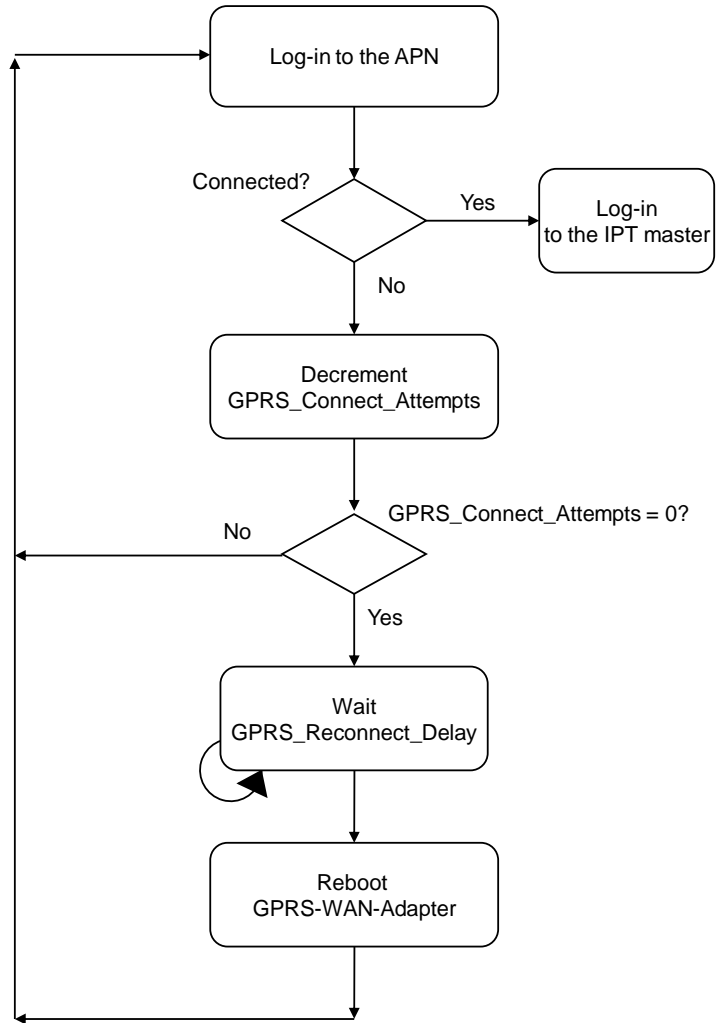 Log-in to the APN
Connected?
Yes
Log-in
to the IPT master
No
Decrement
GPRS_Connect_Attempts
GPRS_Connect_Attempts = 0?
No
Yes
Wait
GPRS_Reconnect_Delay
Reboot
GPRS-WAN-Adapter